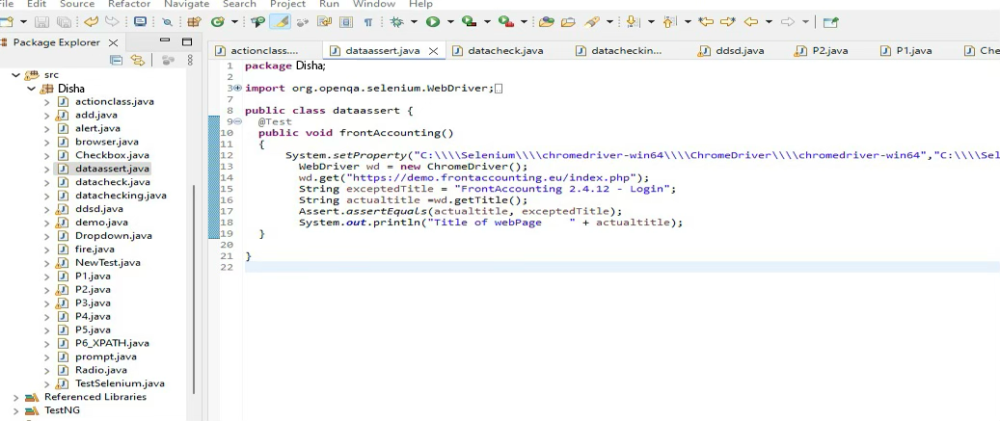 File Edit Source Refactor Navigate Search Project Run Window Help
Package Explorer
src
Disha
actionclass.java
add.java
alert.java
browser.java
Checkbox.java
dataassert.java
datacheck.java
datachecking.java
ddsd.java
demo.java
Dropdown.java
fire.java
NewTest.java
P1.java
P2.java
P3.java
P4.java
P5.java
P6_XPATH.java
prompt.java
Radio.java
TestSelenium.java
Referenced Libraries
TestNG
actionclass.... dataassert.java datacheck.java datacheckin... ddsd.java P2.java P1.java Che
1 package Disha;
2
3 import org.openqa.selenium.WebDriver;
7
8 public class dataassert {
9 @Test
10 public void frontAccounting()
11 {
12 System.setProperty("C:\\\\Selenium\\\\chromedriver-win64\\\\ChromeDriver\\\\chromedriver-win64","C:\\\\Sel
13 WebDriver wd = new ChromeDriver();
14 wd.get("https://demo.frontaccounting.eu/index.php");
15 String exceptedTitle = "FrontAccounting 2.4.12 - Login";
16 String actualtitle =wd.getTitle();
17 Assert.assertEquals(actualtitle, exceptedTitle);
18 System.out.println("Title of webPage    " + actualtitle);
19 }
20
21 }
22